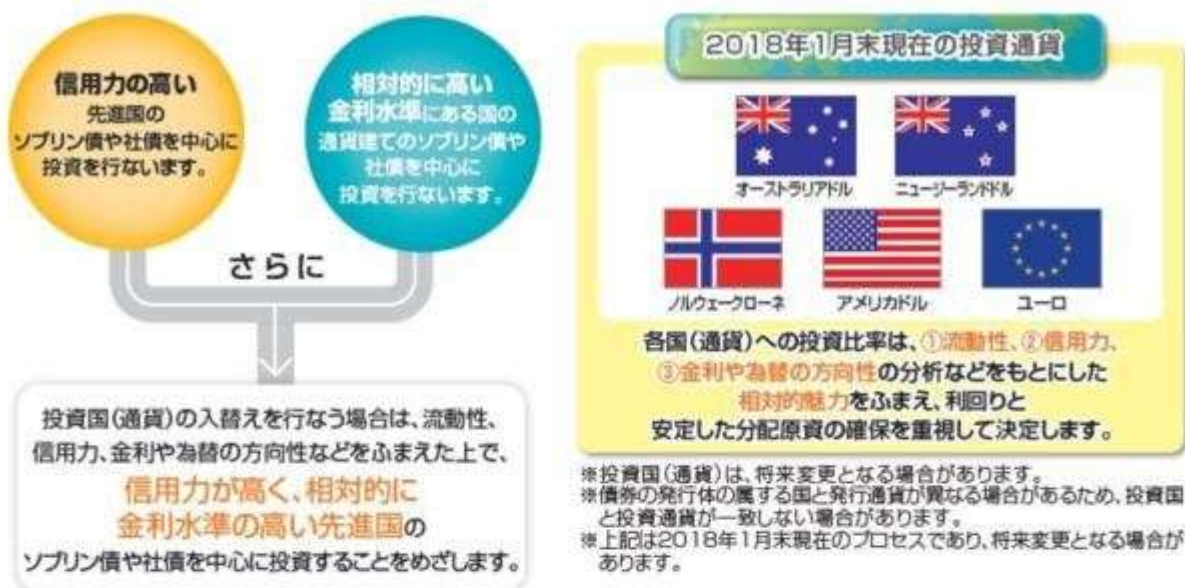 信用力の高い
先進国の
ソブリン債や社債を中心に
投資を行ないます。
相対的に高い
金利水準にある国の
通貨建てのソブリン債や
社債を中心に
投資を行ないます。
さらに
投資国(通貨)の入替えを行なう場合は、流動性、
信用力、金利や為替の方向性などをふまえた上で、
信用力が高く、相対的に
金利水準の高い先進国の
ソブリン債や社債を中心に投資することをめざします。
2018年1月末現在の投資通貨
オーストラリアドル
ニュージーランドドル
ノルウェークローネ
アメリカドル
ユーロ
各国(通貨)への投資比率は、①流動性、②信用力、
③金利や為替の方向性の分析などをもとにした
相対的魅力をふまえ、利回りと
安定した分配原資の確保を重視して決定します。
※投資国(通貨)は、将来変更となる場合があります。
※債券の発行体の属する国と発行通貨が異なる場合があるため、投資国
と投資通貨が一致しない場合があります。
※上記は2018年1月末現在のプロセスであり、将来変更となる場合が
あります。